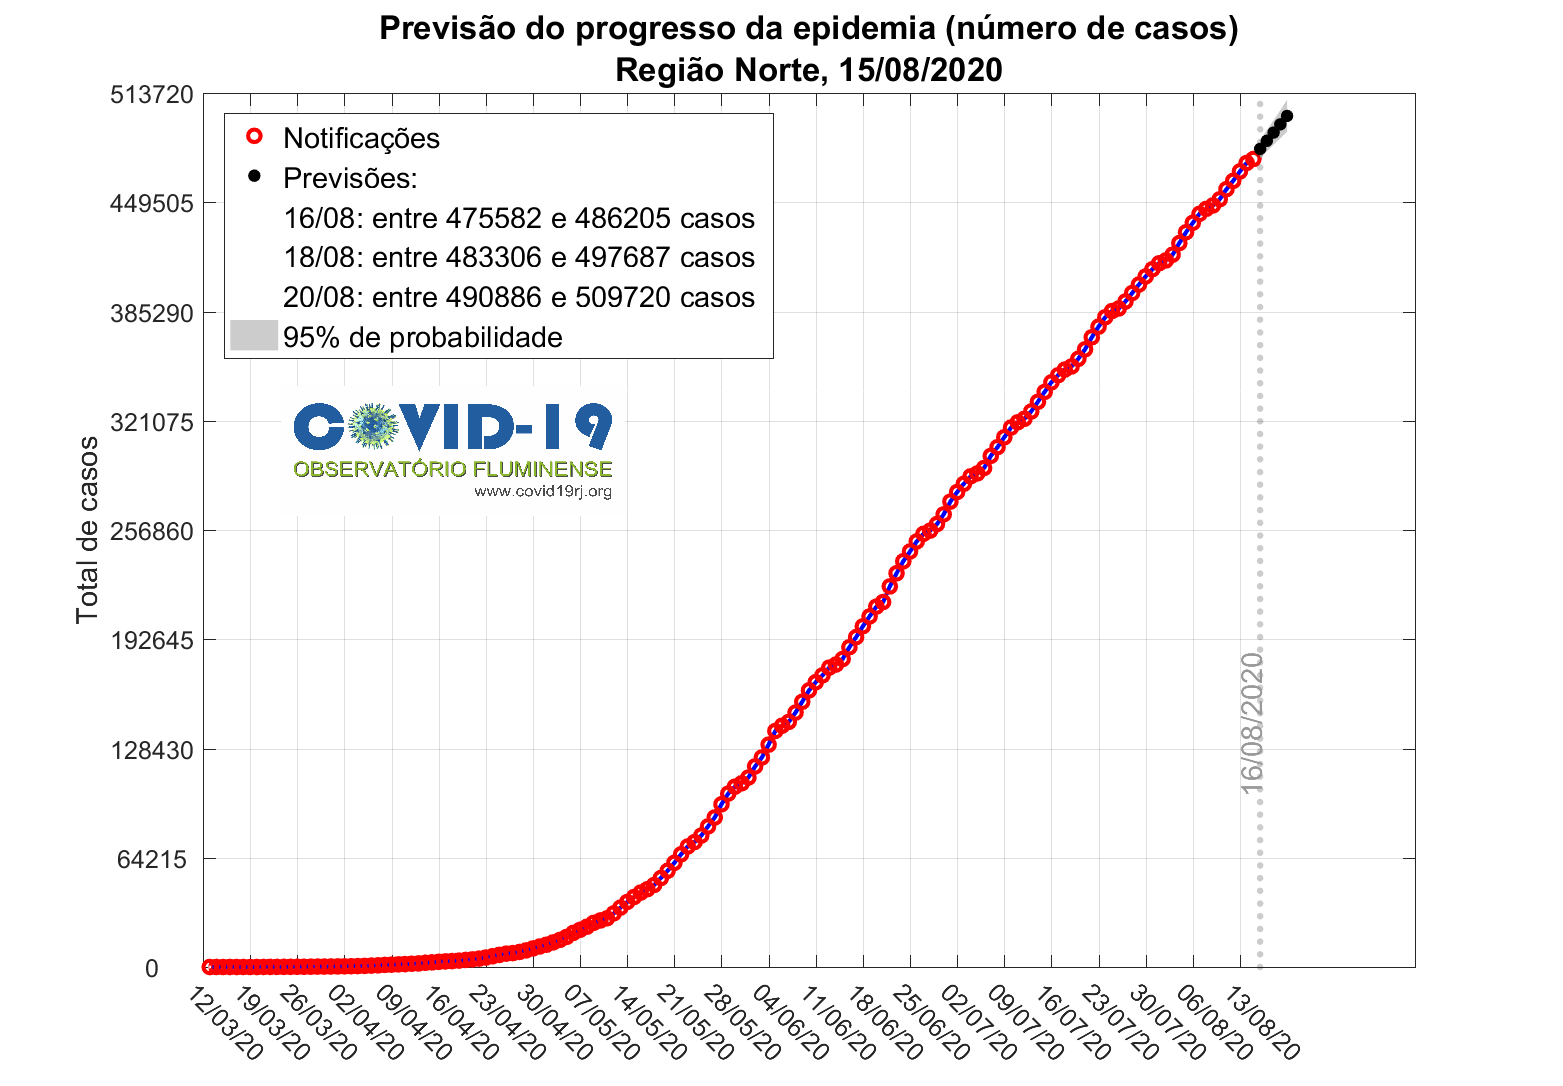 Previsão do progresso da epidemia (número de casos)
Região Norte, 15/08/2020
513720
449505
385290
321075
256860
192645
128430
64215
0
Total de casos
Notificações
Previsões:
16/08: entre 475582 e 486205 casos
18/08: entre 483306 e 497687 casos
20/08: entre 490886 e 509720 casos
95% de probabilidade
COVID-19
OBSERVATÓRIO FLUMINENSE
www.covid19rj.org
16/08/2020
12/03/20
19/03/20
26/03/20
02/04/20
09/04/20
16/04/20
23/04/20
30/04/20
07/05/20
14/05/20
21/05/20
28/05/20
04/06/20
11/06/20
18/06/20
25/06/20
02/07/20
09/07/20
16/07/20
23/07/20
30/07/20
06/08/20
13/08/20